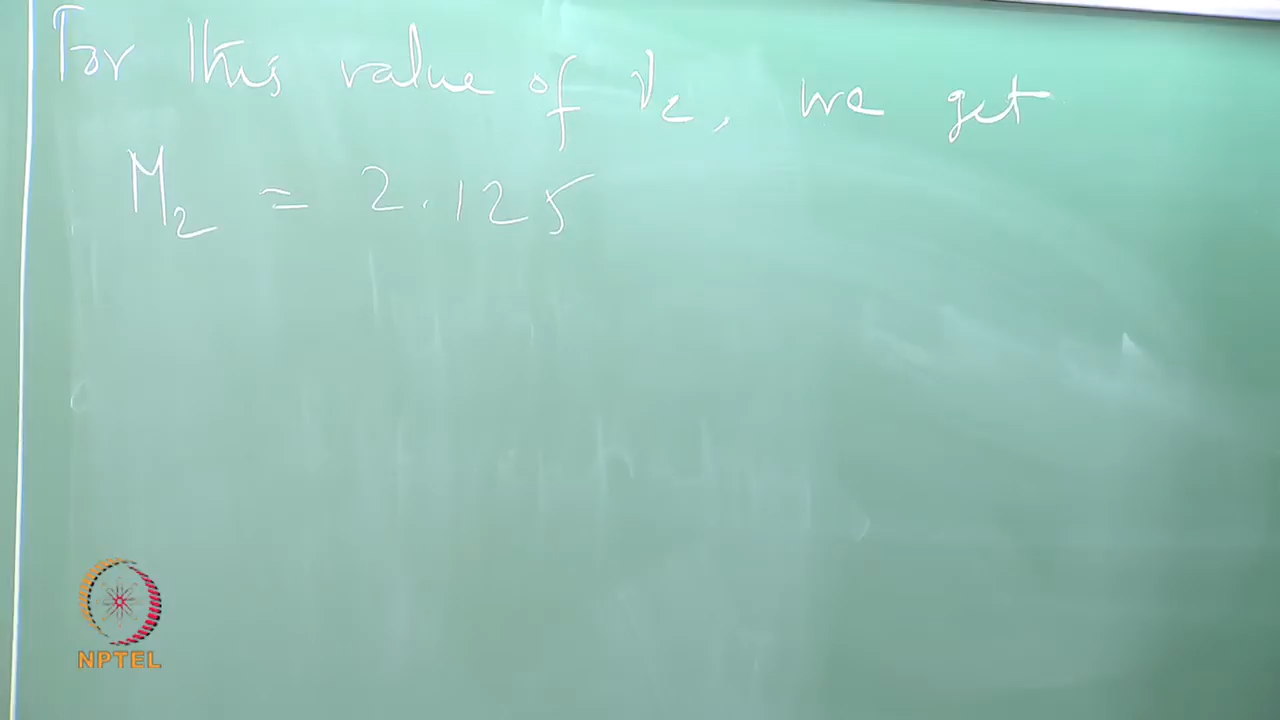 For this value of ν₂, we get
M₂ = 2.125
NPTEL